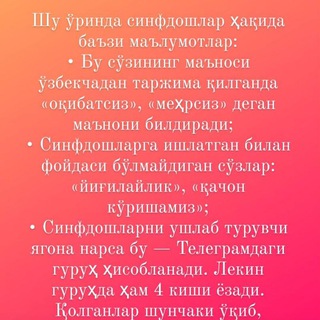 Шу ўринда синфдошлар ҳақида
баъзи маълумотлар:
• Бу сўзининг маъноси
ўзбекчадан таржима қилганда
«оқибатсиз», «меҳрсиз» деган
маънони билдиради;
• Синфдошларга ишлатган билан
фойдаси бўлмайдиган сўзлар:
«йиғилайлик», «қачон
кўришамиз»;
• Синфдошларни ушлаб турувчи
ягона нарса бу — Телеграмдаги
гуруҳ ҳисобланади. Лекин
гуруҳда ҳам 4 киши ёзади.
Қолганлар шунчаки ўқиб,